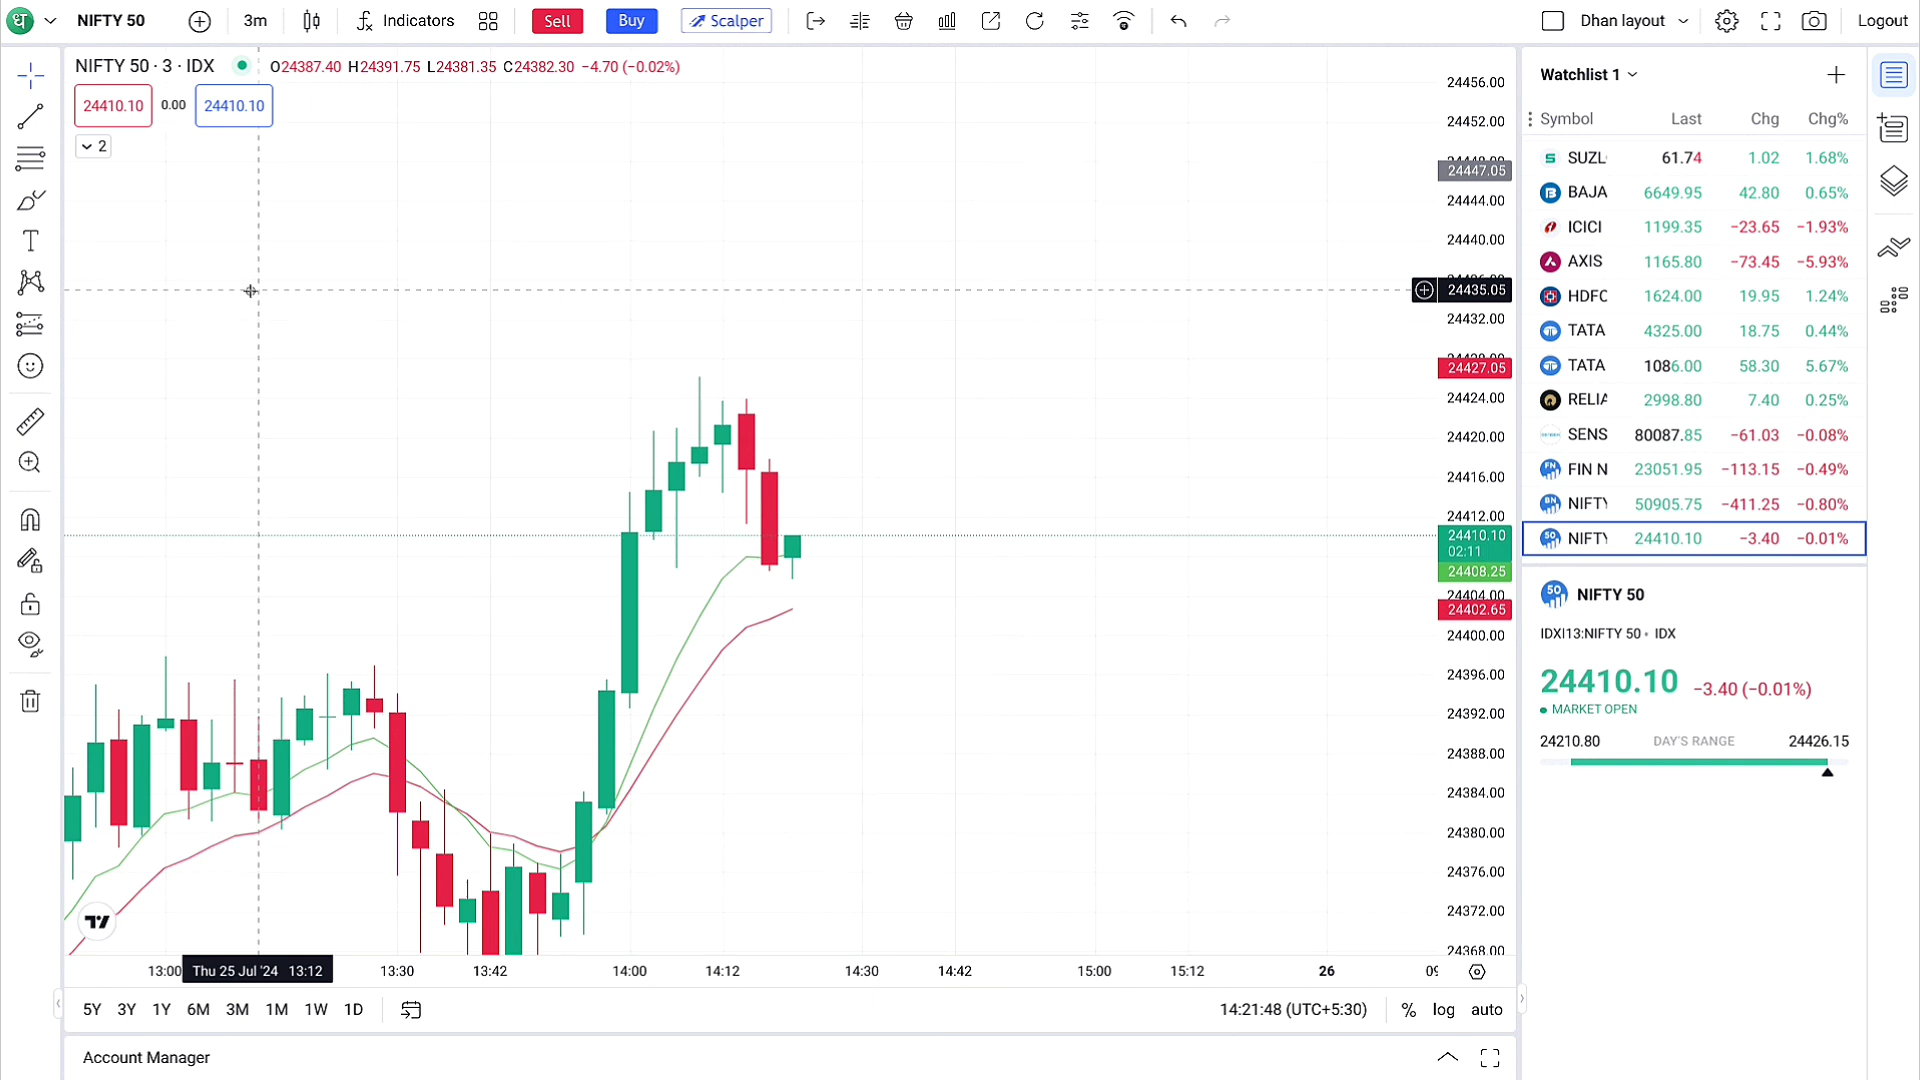 धन NIFTY 50 3m Indicators Sell Buy Scalper Dhan layout Logout
NIFTY 50 · 3 · IDX O24387.40 H24391.75 L24381.35 C24382.30 −4.70 (−0.02%)
24410.10 0.00 24410.10
2
24456.00
24452.00
24447.05
24444.00
24440.00
24435.05
24432.00
24427.05
24424.00
24420.00
24416.00
24412.00
24410.10
02:11
24408.25
24404.00
24402.65
24400.00
24396.00
24392.00
24388.00
24384.00
24380.00
24376.00
24372.00
24368.00
13:00 Thu 25 Jul '24 13:12 13:30 13:42 14:00 14:12 14:30 14:42 15:00 15:12 26
5Y 3Y 1Y 6M 3M 1M 1W 1D 14:21:48 (UTC+5:30) % log auto
Account Manager
Watchlist 1
Symbol Last Chg Chg%
SUZL 61.74 1.02 1.68%
BAJA 6649.95 42.80 0.65%
ICICI 1199.35 −23.65 −1.93%
AXIS 1165.80 −73.45 −5.93%
HDFC 1624.00 19.95 1.24%
TATA 4325.00 18.75 0.44%
TATA 1086.00 58.30 5.67%
RELIA 2998.80 7.40 0.25%
SENS 80087.85 −61.03 −0.08%
FN FIN N 23051.95 −113.15 −0.49%
BN NIFTY 50905.75 −411.25 −0.80%
50 NIFTY 24410.10 −3.40 −0.01%
50 NIFTY 50
IDXI13:NIFTY 50 • IDX
24410.10 −3.40 (−0.01%)
MARKET OPEN
24210.80 DAY'S RANGE 24426.15